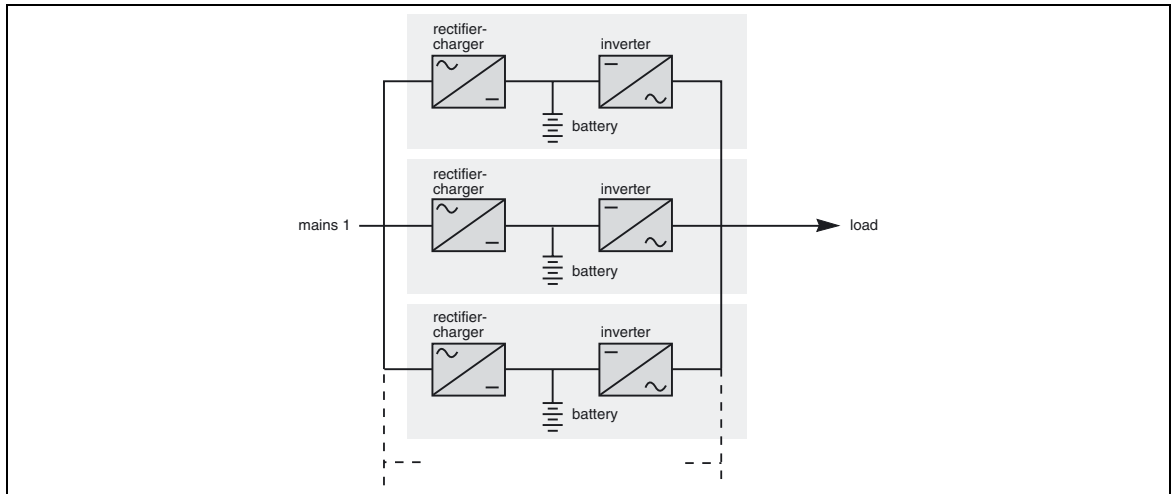 rectifier-
charger
inverter
battery
rectifier-
charger
inverter
mains 1
load
battery
rectifier-
charger
inverter
battery